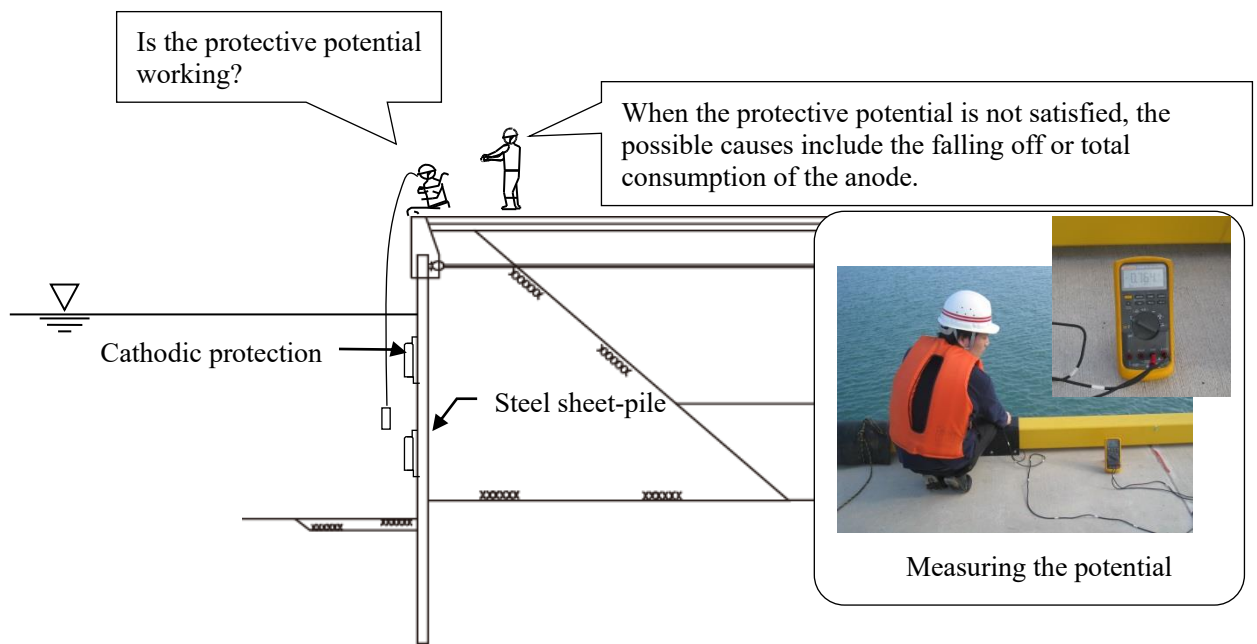 Is the protective potential
working?
When the protective potential is not satisfied, the
possible causes include the falling off or total
consumption of the anode.
Cathodic protection
Steel sheet-pile
Measuring the potential